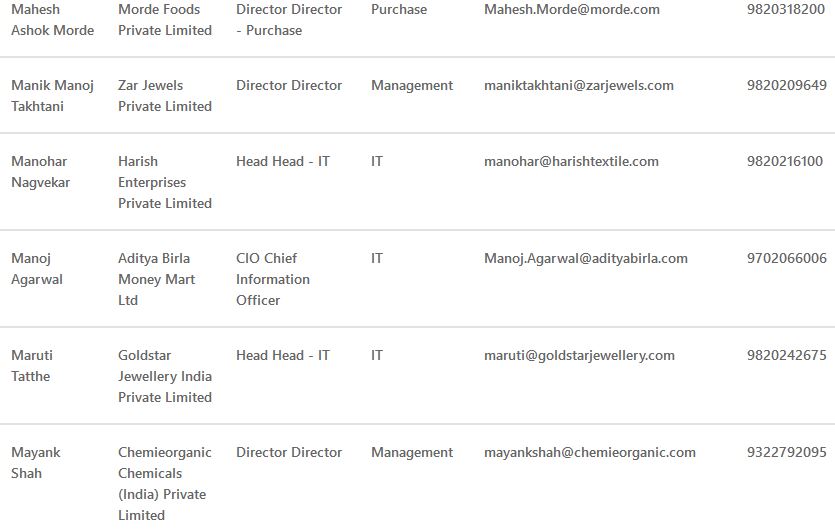 Mahesh Morde Foods Director Director Purchase Mahesh.Morde@morde.com 9820318200
Ashok Morde Private Limited - Purchase
Manik Manoj Zar Jewels Director Director Management maniktakhtani@zarjewels.com 9820209649
Takhtani Private Limited
Manohar Harish Head Head - IT IT manohar@harishtextile.com 9820216100
Nagvekar Enterprises
Private Limited
Manoj Aditya Birla CIO Chief IT Manoj.Agarwal@adityabirla.com 9702066006
Agarwal Money Mart Information
Ltd Officer
Maruti Goldstar Head Head - IT IT maruti@goldstarjewellery.com 9820242675
Tatthe Jewellery India
Private Limited
Mayank Chemieorganic Director Director Management mayankshah@chemieorganic.com 9322792095
Shah Chemicals
(India) Private
Limited